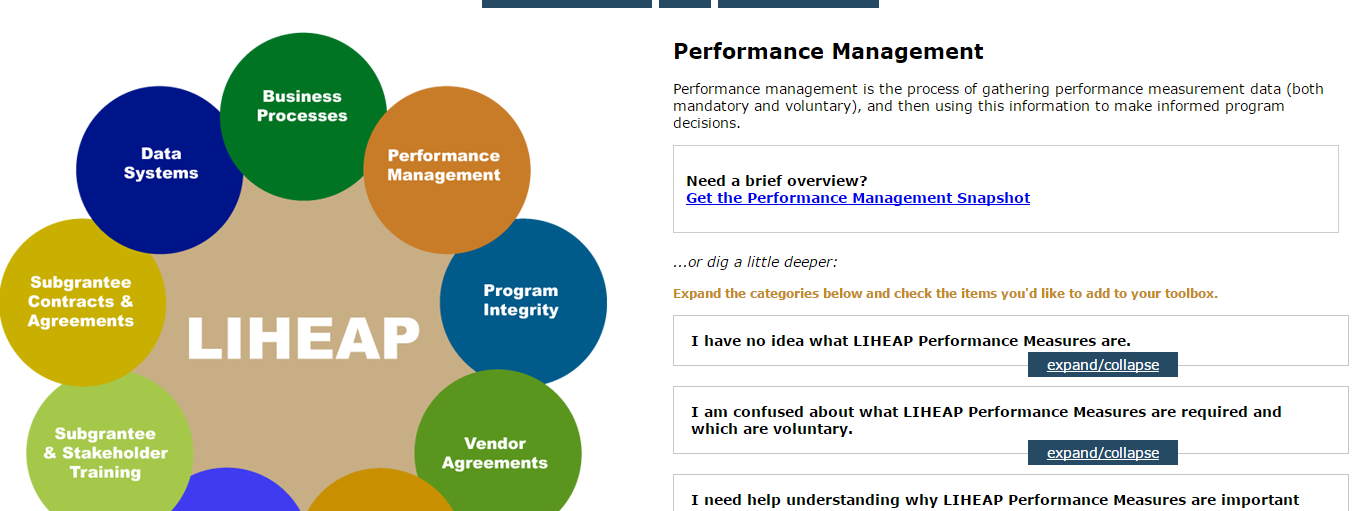 Business
Processes
Data
Systems
Performance
Management
Subgrantee
Contracts &
Agreements
Program
Integrity
LIHEAP
Subgrantee
& Stakeholder
Training
Vendor
Agreements
Performance Management
Performance management is the process of gathering performance measurement data (both
mandatory and voluntary), and then using this information to make informed program
decisions.
Need a brief overview?
Get the Performance Management Snapshot
...or dig a little deeper:
Expand the categories below and check the items you'd like to add to your toolbox.
I have no idea what LIHEAP Performance Measures are.
expand/collapse
I am confused about what LIHEAP Performance Measures are required and
which are voluntary.
expand/collapse
I need help understanding why LIHEAP Performance Measures are important